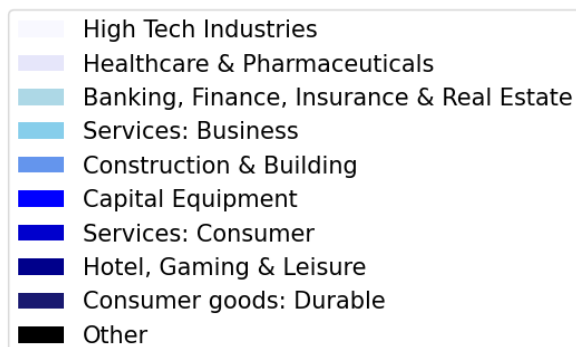 High Tech Industries
Healthcare & Pharmaceuticals
Banking, Finance, Insurance & Real Estate
Services: Business
Construction & Building
Capital Equipment
Services: Consumer
Hotel, Gaming & Leisure
Consumer goods: Durable
Other